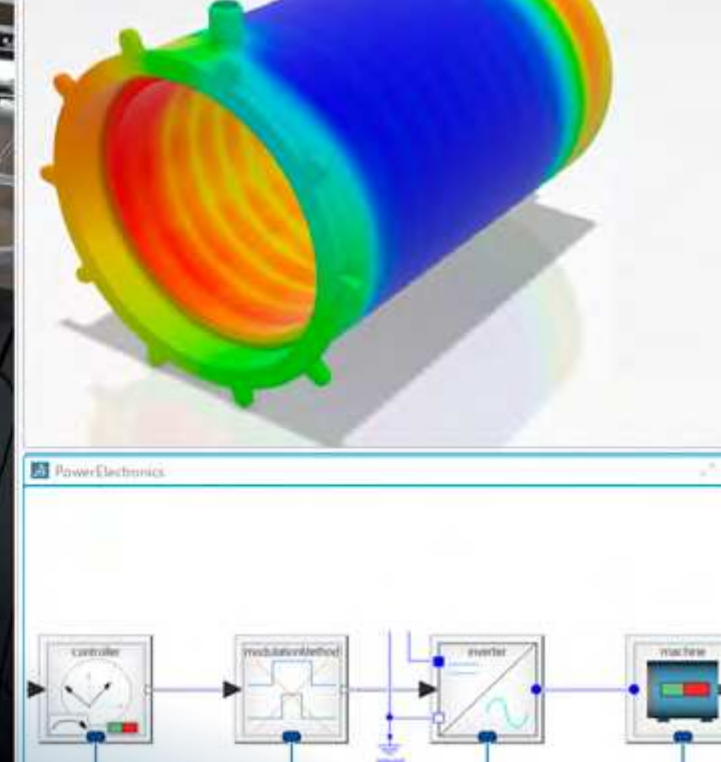 PowerElectronics
controller
modulationMethod
inverter
machine